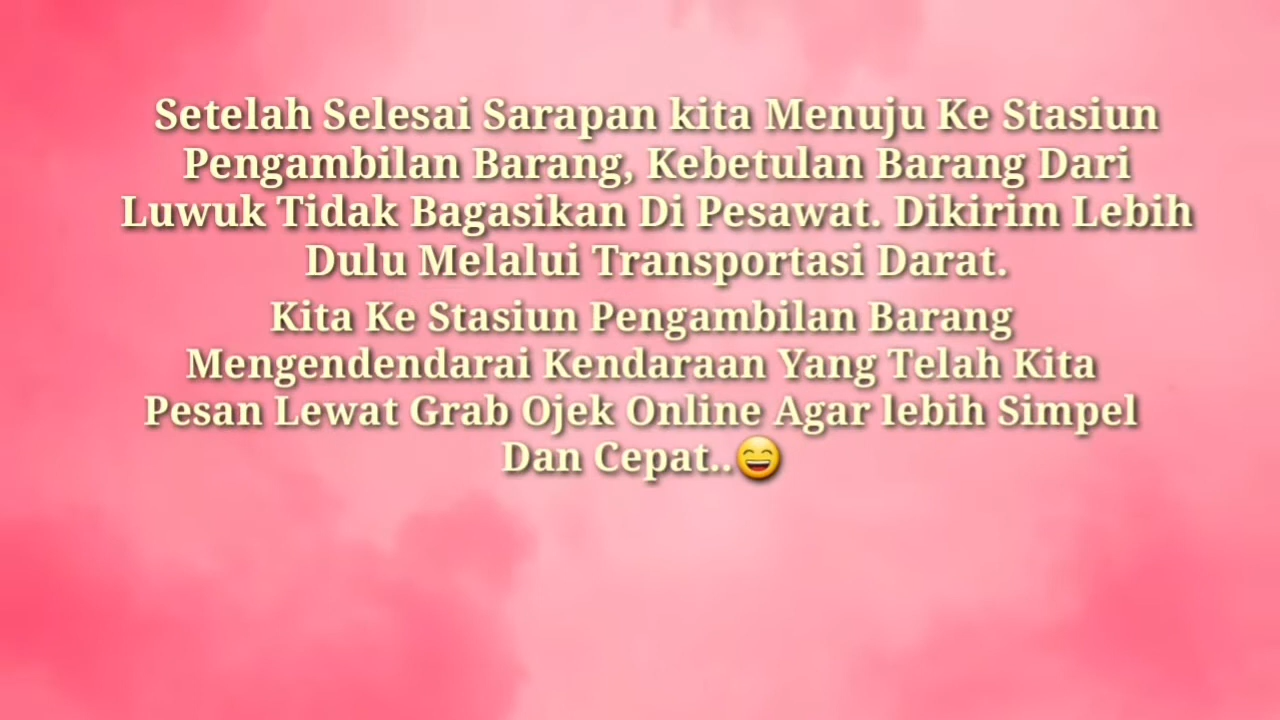 Setelah Selesai Sarapan kita Menuju Ke Stasiun
Pengambilan Barang, Kebetulan Barang Dari
Luwuk Tidak Bagasikan Di Pesawat. Dikirim Lebih
Dulu Melalui Transportasi Darat.
Kita Ke Stasiun Pengambilan Barang
Mengendendarai Kendaraan Yang Telah Kita
Pesan Lewat Grab Ojek Online Agar lebih Simpel
Dan Cepat..😄